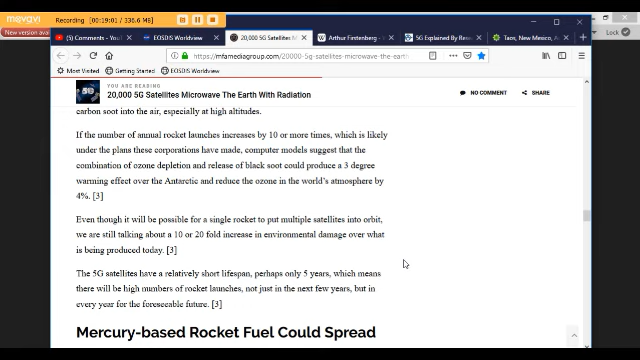 movavi
Recording
00:19:01 / 336.6 MB
New version avai
Lock
(5) Comments - YouTube
EOSDIS Worldview
20,000 5G Satellites M
Arthur Firstenberg -
5G Explained By Rese
Taos, New Mexico, A
https://mfamediagroup.com/20000-5g-satellites-microwave-the-earth
Most Visited
Getting Started
EOSDIS Worldview
5G
YOU ARE READING
20,000 5G Satellites Microwave The Earth With Radiation
NO COMMENT
SHARE
carbon soot into the air, especially at high altitudes.
If the number of annual rocket launches increases by 10 or more times, which is likely
under the plans these corporations have made, computer models suggest that the
combination of ozone depletion and release of black soot could produce a 3 degree
warming effect over the Antarctic and reduce the ozone in the world's atmosphere by
4%. [3]
Even though it will be possible for a single rocket to put multiple satellites into orbit,
we are still talking about a 10 or 20 fold increase in environmental damage over what
is being produced today. [3]
The 5G satellites have a relatively short lifespan, perhaps only 5 years, which means
there will be high numbers of rocket launches, not just in the next few years, but in
every year for the foreseeable future. [3]
Mercury-based Rocket Fuel Could Spread